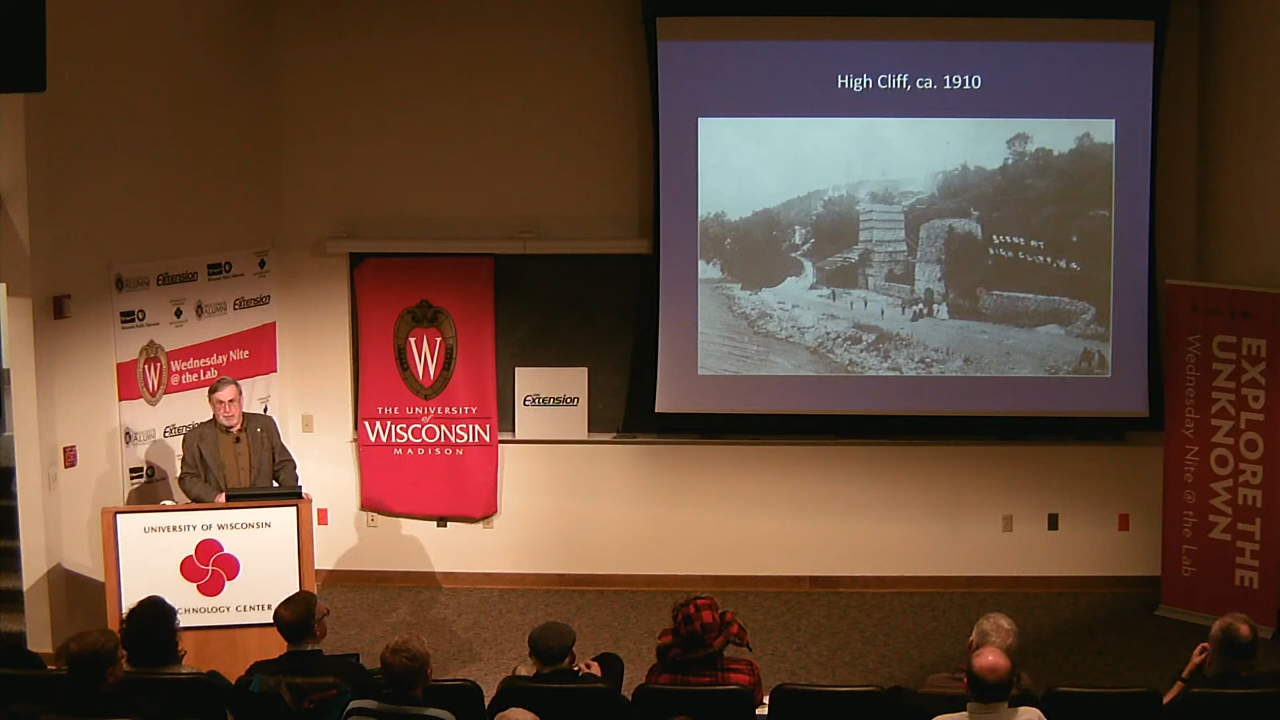 High Cliff, ca. 1910
SCENE AT
HIGH CLIFF, WIS.
Extension
Extension
Wednesday Nite
@ the Lab
Extension
W
THE UNIVERSITY
of
WISCONSIN
MADISON
Extension
UNIVERSITY OF WISCONSIN
CHNOLOGY CENTER
EXPLORE THE
UNKNOWN
Wednesday Nite @ the Lab